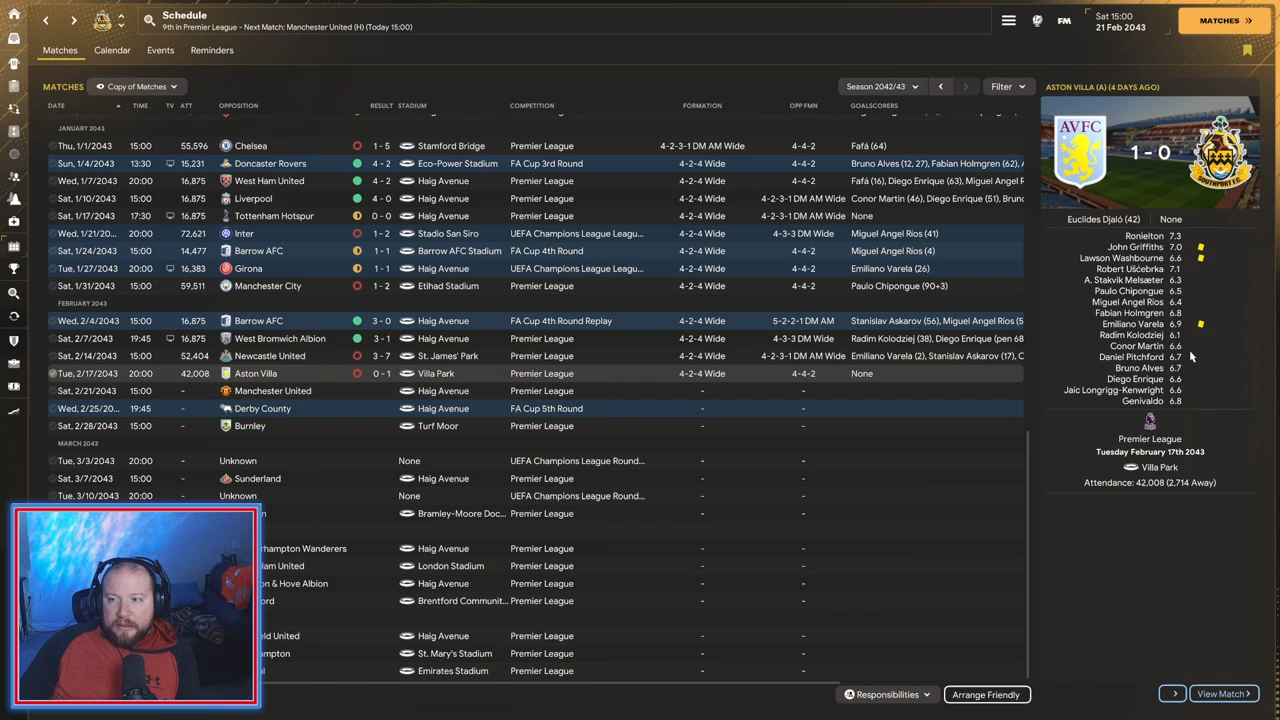 Schedule
9th in Premier League - Next Match: Manchester United (H) (Today 15:00)
FM
Sat 15:00
21 Feb 2043
MATCHES
Matches Calendar Events Reminders
MATCHES Copy of Matches Season 2042/43 Filter
DATE TIME TV ATT OPPOSITION RESULT STADIUM COMPETITION FORMATION OPP FMN GOALSCORERS
JANUARY 2043
Thu, 1/1/2043 15:00 55,596 Chelsea 1 - 5 Stamford Bridge Premier League 4-2-3-1 DM AM Wide 4-4-2 Fafá (64)
Sun, 1/4/2043 13:30 15,231 Doncaster Rovers 4 - 2 Eco-Power Stadium FA Cup 3rd Round 4-2-4 Wide 4-4-2 Bruno Alves (12, 27), Fabian Holmgren (62), A
Wed, 1/7/2043 20:00 16,875 West Ham United 4 - 2 Haig Avenue Premier League 4-2-4 Wide 4-4-2 Fafá (16), Diego Enrique (63), Miguel Angel R
Sat, 1/10/2043 15:00 16,875 Liverpool 4 - 0 Haig Avenue Premier League 4-2-4 Wide 4-4-2 Conor Martin (46), Diego Enrique (51), Bruno
Sat, 1/17/2043 17:30 16,875 Tottenham Hotspur 0 - 0 Haig Avenue Premier League 4-2-4 Wide 4-2-3-1 DM AM Wide None
Wed, 1/21/20... 20:00 72,621 Inter 1 - 2 Stadio San Siro UEFA Champions League Leagu... 4-2-4 Wide 4-3-3 DM Wide Miguel Angel Rios (41)
Sat, 1/24/2043 15:00 14,477 Barrow AFC 1 - 1 Barrow AFC Stadium FA Cup 4th Round 4-2-4 Wide 4-4-2 Miguel Angel Rios (4)
Tue, 1/27/2043 20:00 16,383 Girona 1 - 1 Haig Avenue UEFA Champions League Leagu... 4-2-4 Wide 4-4-2 Emiliano Varela (26)
Sat, 1/31/2043 15:00 59,511 Manchester City 1 - 2 Etihad Stadium Premier League 4-2-4 Wide 4-4-2 Paulo Chipongue (90+3)
FEBRUARY 2043
Wed, 2/4/2043 15:00 16,875 Barrow AFC 3 - 0 Haig Avenue FA Cup 4th Round Replay 4-2-4 Wide 5-2-2-1 DM AM Stanislav Askarov (56), Miguel Angel Rios (5
Sat, 2/7/2043 19:45 16,875 West Bromwich Albion 3 - 1 Haig Avenue Premier League 4-2-4 Wide 4-4-2 Radim Kolodziej (38), Miguel Angel Rios (pen 68
Sat, 2/14/2043 15:00 52,404 Newcastle United 3 - 7 St. James' Park Premier League 4-2-4 Wide 4-2-3-1 DM AM Wide Emiliano Varela (6), Stanislav Askarov (17), C
Tue, 2/17/2043 20:00 42,008 Aston Villa 0 - 1 Villa Park Premier League 4-2-4 Wide 4-4-2 None
Sat, 2/21/2043 15:00 - Manchester United Haig Avenue Premier League - -
Wed, 2/25/20... 19:45 - Derby County Haig Avenue FA Cup 5th Round - -
Sat, 2/28/2043 15:00 - Burnley Turf Moor Premier League - -
MARCH 2043
Tue, 3/3/2043 20:00 - Unknown None UEFA Champions League Round... - -
Sat, 3/7/2043 15:00 - Sunderland Haig Avenue Premier League - -
Tue, 3/10/2043 20:00 - Unknown None UEFA Champions League Round... - -
n Bramley-Moore Doc... Premier League - -
rhampton Wanderers Haig Avenue Premier League - -
Ham United London Stadium Premier League - -
on & Hove Albion Haig Avenue Premier League - -
ord Brentford Communit... Premier League - -
eld United Haig Avenue Premier League - -
mpton St. Mary's Stadium Premier League - -
al Emirates Stadium Premier League - -
Responsibilities Arrange Friendly
ASTON VILLA (A) (4 DAYS AGO)
AVFC 1 - 0 SOUTHPORT F.C.
Euclides Djaló (42) None
Ronielton 7.3
John Griffiths 7.0
Lawson Washbourne 6.6
Robert Ušćebrka 7.1
A. Stakvik Melsæter 6.3
Paulo Chipongue 6.5
Miguel Angel Rios 6.4
Fabian Holmgren 6.8
Emiliano Varela 6.9
Radim Kolodziej 6.1
Conor Martin 6.6
Daniel Pitchford 6.7
Bruno Alves 6.7
Diego Enrique 6.6
Jaic Longrigg-Kenwright 6.6
Genivaldo 6.8
Premier League
Tuesday February 17th 2043
Villa Park
Attendance: 42,008 (2,714 Away)
View Match